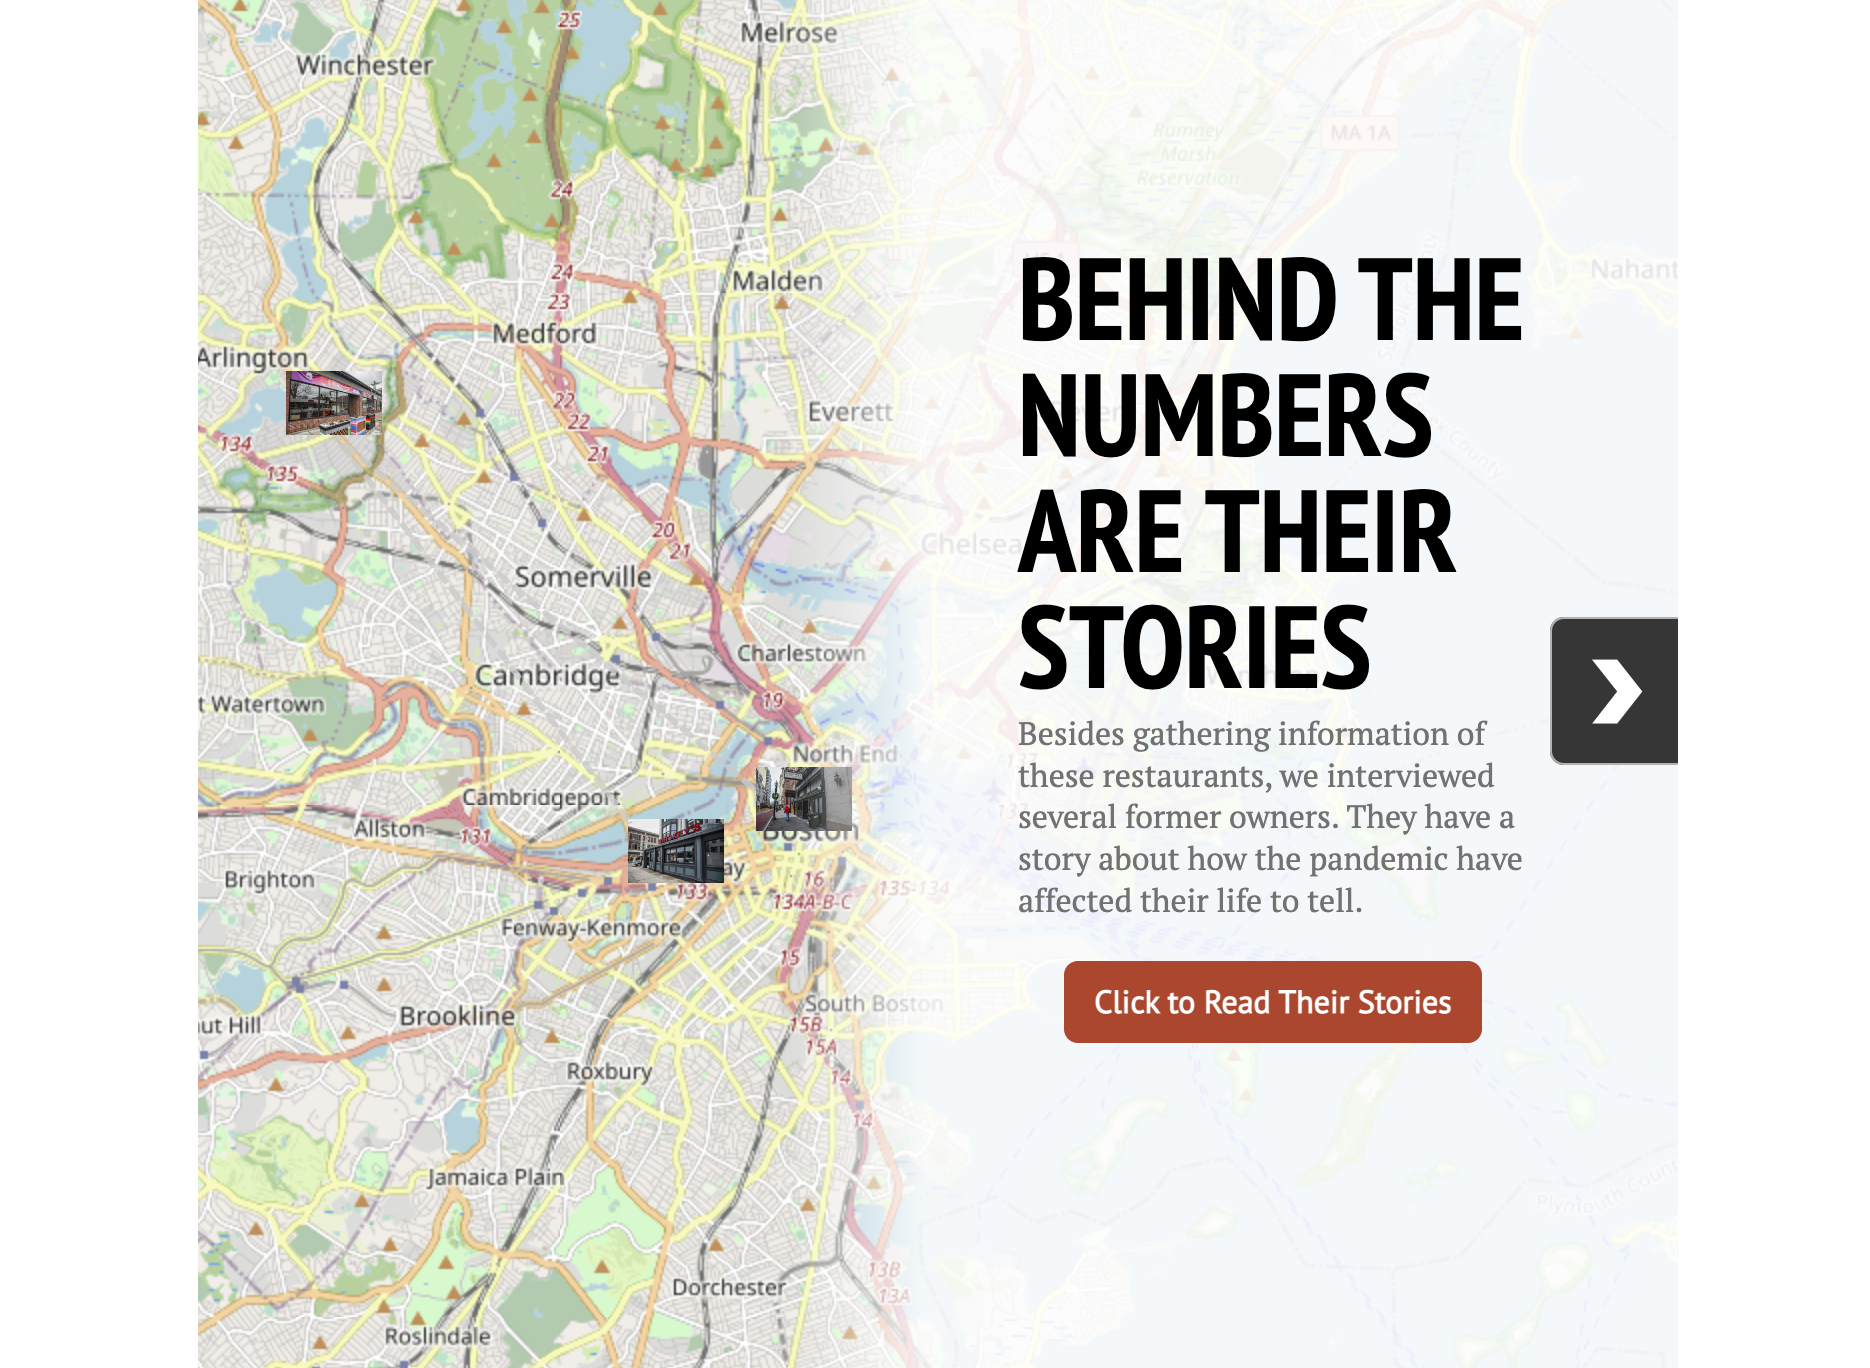 25
Melrose
Winchester
Rumney
Marsh
Reservation
MA 1A
24
24
Nahant
Malden
23
Medford
Arlington
22
Everett
22
134
21
135
BEHIND THE
NUMBERS
ARE THEIR
STORIES
20
21
Chelsea
Somerville
Charlestown
Cambridge
t Watertown
19
North End
Cambridgeport
Allston
131
Boston
Brighton
ay
133
16
135-134
134A-B-C
Besides gathering information of
these restaurants, we interviewed
several former owners. They have a
story about how the pandemic have
affected their life to tell.
Fenway-Kenmore
15
Click to Read Their Stories
South Boston
Brookline
ut Hill
15B
15A
Roxbury
14
14
Jamaica Plain
Plymouth Count
13B
Dorchester
13A
Roslindale